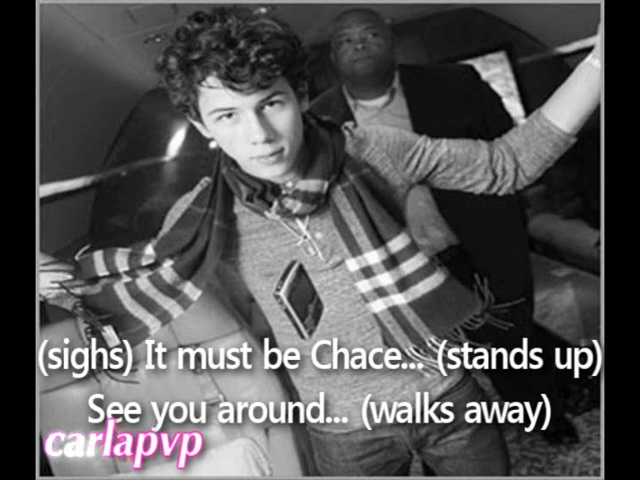 (sighs) It must be Chace... (stands up)
See you around... (walks away)
carlapvp